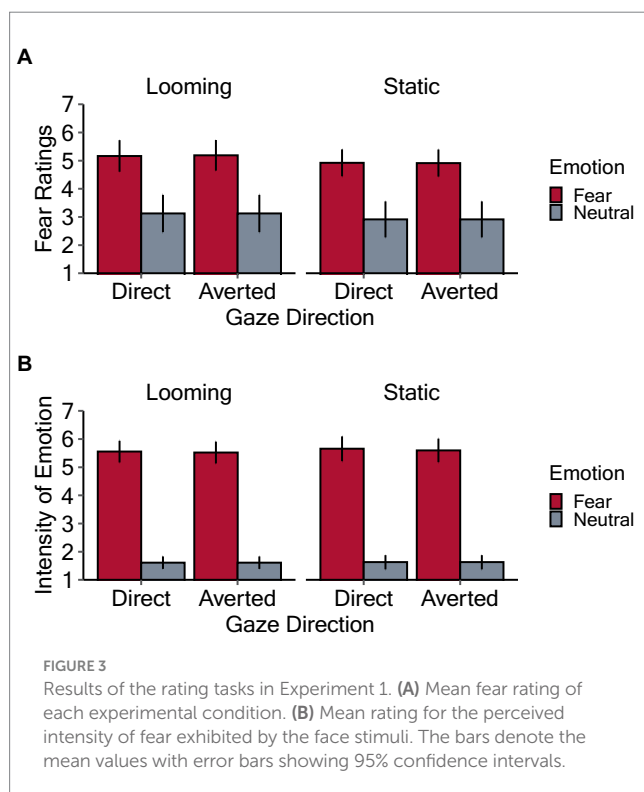 A
Looming
Static
7
6
5
4
3
2
1
Fear Ratings
Direct
Averted
Direct
Averted
Gaze Direction
Emotion
Fear
Neutral
B
Looming
Static
7
6
5
4
3
2
1
Intensity of Emotion
Direct
Averted
Direct
Averted
Gaze Direction
Emotion
Fear
Neutral
FIGURE 3
Results of the rating tasks in Experiment 1. (A) Mean fear rating of
each experimental condition. (B) Mean rating for the perceived
intensity of fear exhibited by the face stimuli. The bars denote the
mean values with error bars showing 95% confidence intervals.